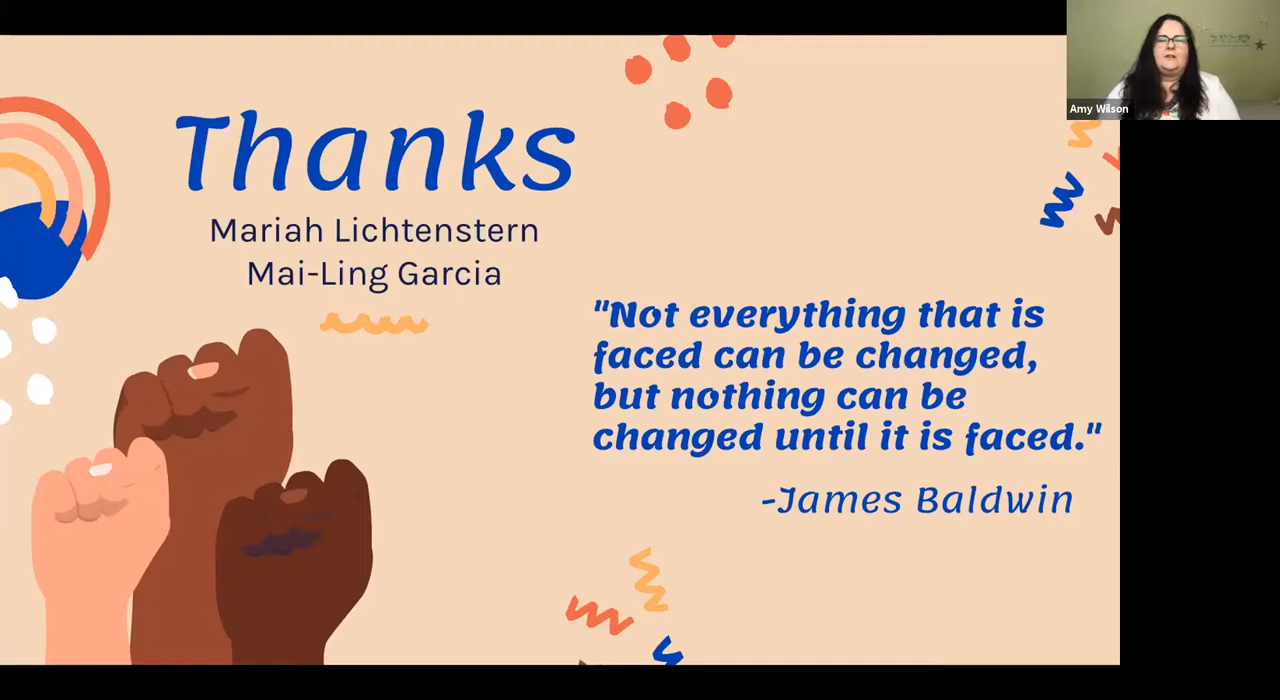 Thanks
Mariah Lichtenstern
Mai-Ling Garcia
"Not everything that is
faced can be changed,
but nothing can be
changed until it is faced."
-James Baldwin
Amy Wilson